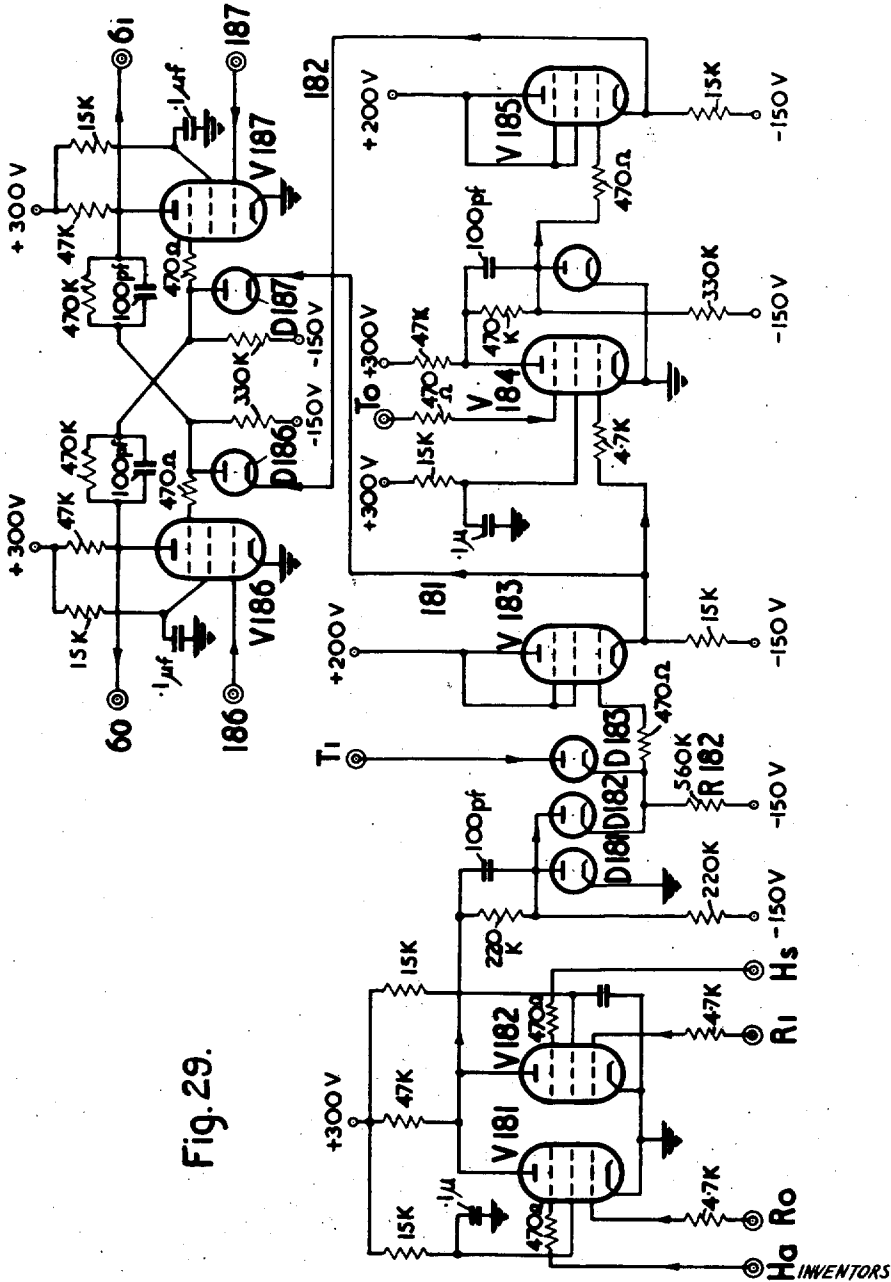 +300V
+300V
15K
47K
47K
15K
470K
470K
100pf
100pf
60
61
.1µf
.1µf
470Ω
470Ω
V186
V187
186
187
D186
D187
330K
-150V
-150V
182
+200V
+300V
To
+300V
47K
470Ω
15K
470K
100pf
V184
V185
470Ω
.1µ
4.7K
330K
-150V
15K
-150V
181
+200V
V183
T1
470Ω
15K
-150V
D181
D182
D183
560K
R182
-150V
100pf
220K
220K
-150V
Fig. 29.
+300V
15K
47K
15K
.1µ
V181
V182
470Ω
470Ω
4.7K
4.7K
Ha
Ro
R1
Hs
INVENTORS